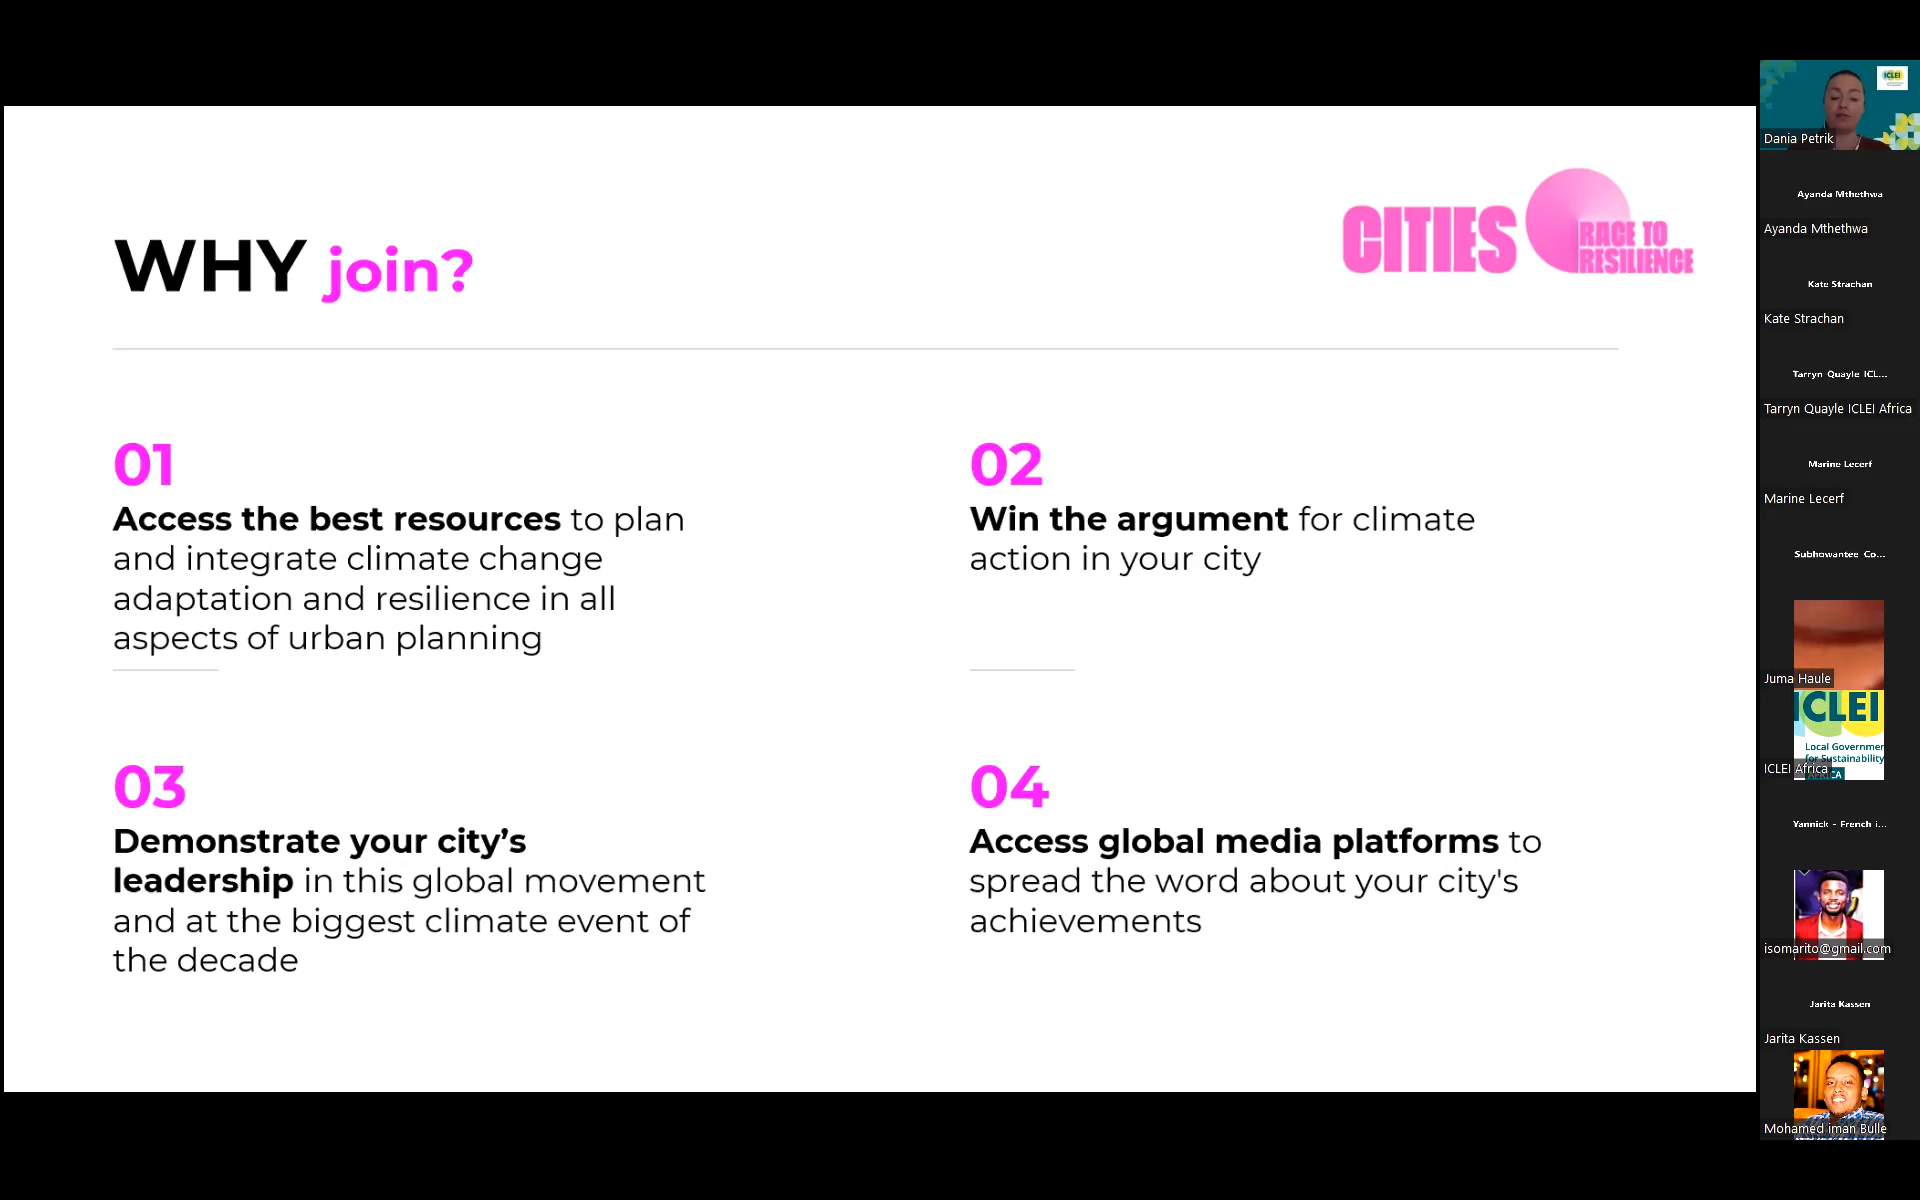 WHY join?
CITIES
RACE TO
RESILIENCE
01
Access the best resources to plan
and integrate climate change
adaptation and resilience in all
aspects of urban planning
02
Win the argument for climate
action in your city
03
Demonstrate your city’s
leadership in this global movement
and at the biggest climate event of
the decade
04
Access global media platforms to
spread the word about your city's
achievements
ICLEI
Dania Petrik
Ayanda Mthethwa
Ayanda Mthethwa
Kate Strachan
Kate Strachan
Tarryn Quayle ICL...
Tarryn Quayle ICLEI Africa
Marine Lecerf
Marine Lecerf
Subhowantee Co...
Juma Haule
ICLEI
Local Governmen
for Sustainability
ICLEI Africa
Yannick - French i...
isomarito@gmail.com
Jarita Kassen
Jarita Kassen
Mohamed iman Bulle